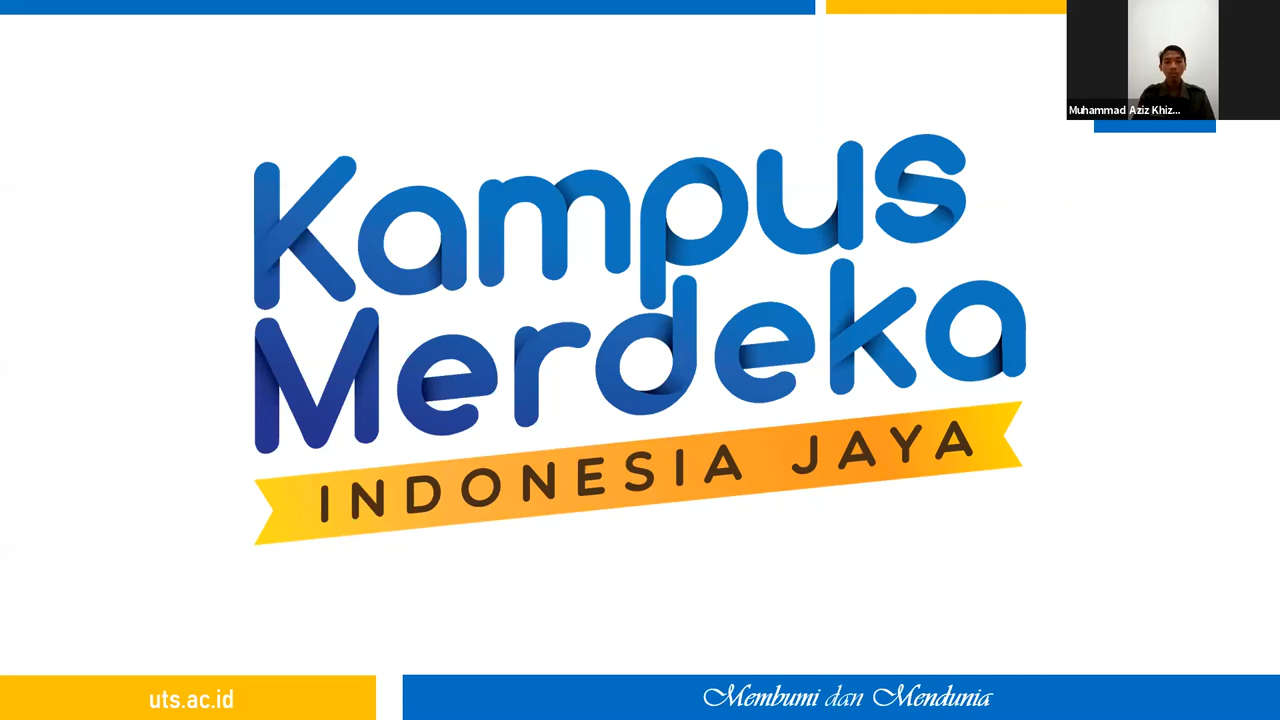 Muhammad Aziz Khiz...
Kampus
Merdeka
INDONESIA JAYA
uts.ac.id
Membumi dan Mendunia